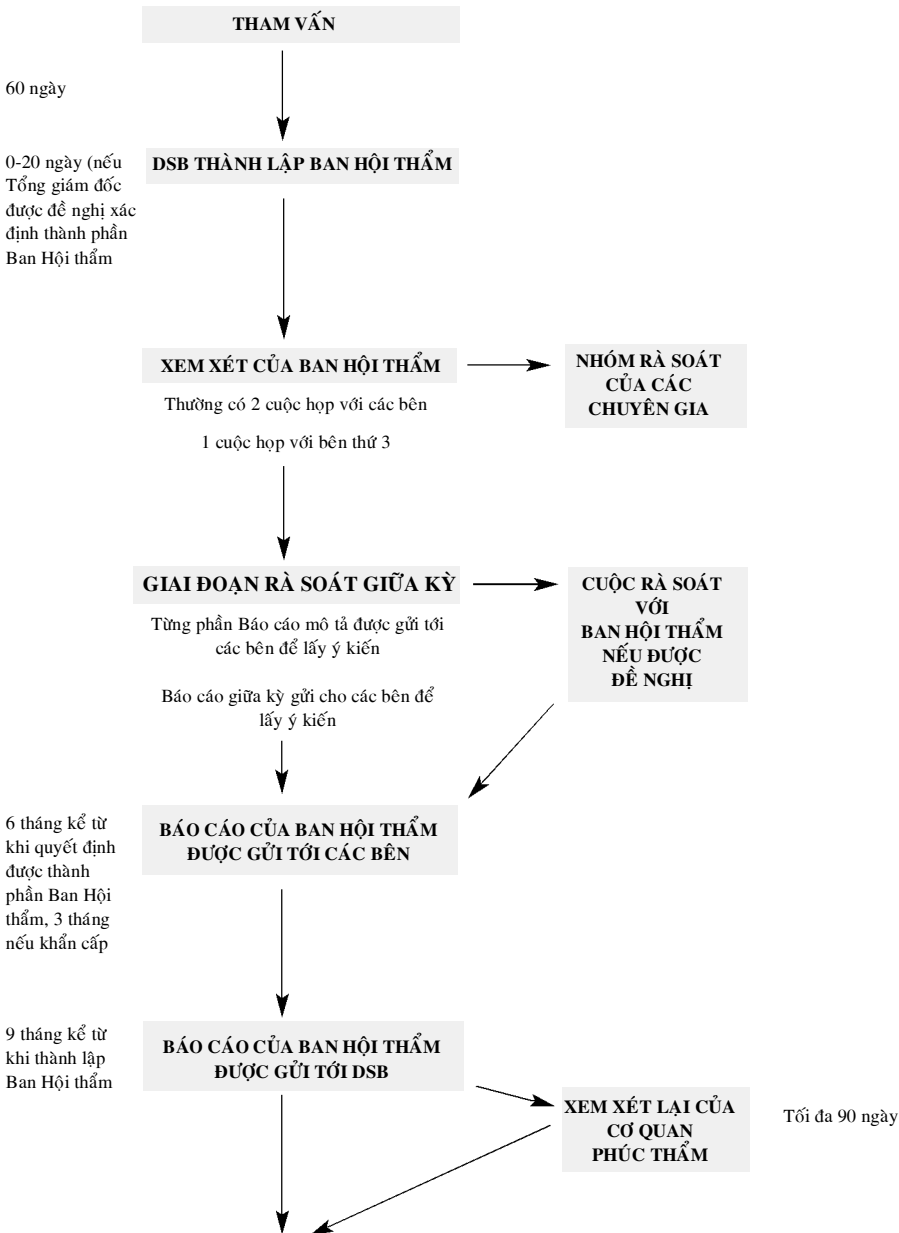 THAM VẤN
60 ngày
0-20 ngày (nếu
Tổng giám đốc
được đề nghị xác
định thành phần
Ban Hội thẩm
DSB THÀNH LẬP BAN HỘI THẨM
XEM XÉT CỦA BAN HỘI THẨM
Thường có 2 cuộc họp với các bên
1 cuộc họp với bên thứ 3
NHÓM RÀ SOÁT
CỦA CÁC
CHUYÊN GIA
GIAI ĐOẠN RÀ SOÁT GIỮA KỲ
Từng phần Báo cáo mô tả được gửi tới
các bên để lấy ý kiến
Báo cáo giữa kỳ gửi cho các bên để
lấy ý kiến
CUỘC RÀ SOÁT
VỚI
BAN HỘI THẨM
NẾU ĐƯỢC
ĐỀ NGHỊ
6 tháng kể từ
khi quyết định
được thành
phần Ban Hội
thẩm, 3 tháng
nếu khẩn cấp
BÁO CÁO CỦA BAN HỘI THẨM
ĐƯỢC GỬI TỚI CÁC BÊN
9 tháng kể từ
khi thành lập
Ban Hội thẩm
BÁO CÁO CỦA BAN HỘI THẨM
ĐƯỢC GỬI TỚI DSB
XEM XÉT LẠI CỦA
CƠ QUAN
PHÚC THẨM
Tối đa 90 ngày